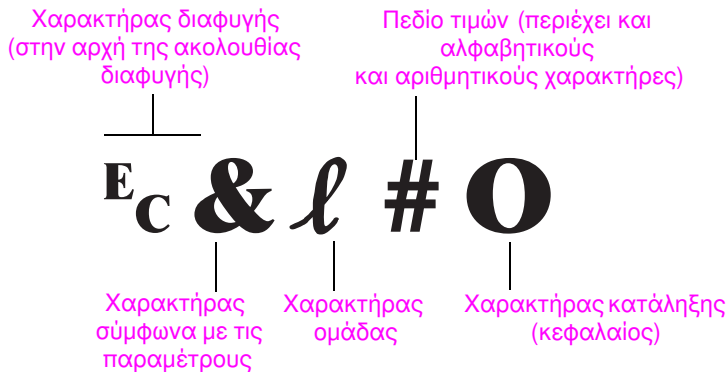 Χαρακτήρας διαφυγής
(στην αρχή της ακολουθίας
διαφυγής)
Πεδίο τιμών (περιέχει και
αλφαβητικούς
και αριθμητικούς χαρακτήρες)
EC & ℓ # O
Χαρακτήρας
σύμφωνα με τις
παραμέτρους
Χαρακτήρας
ομάδας
Χαρακτήρας κατάληξης
(κεφαλαίος)